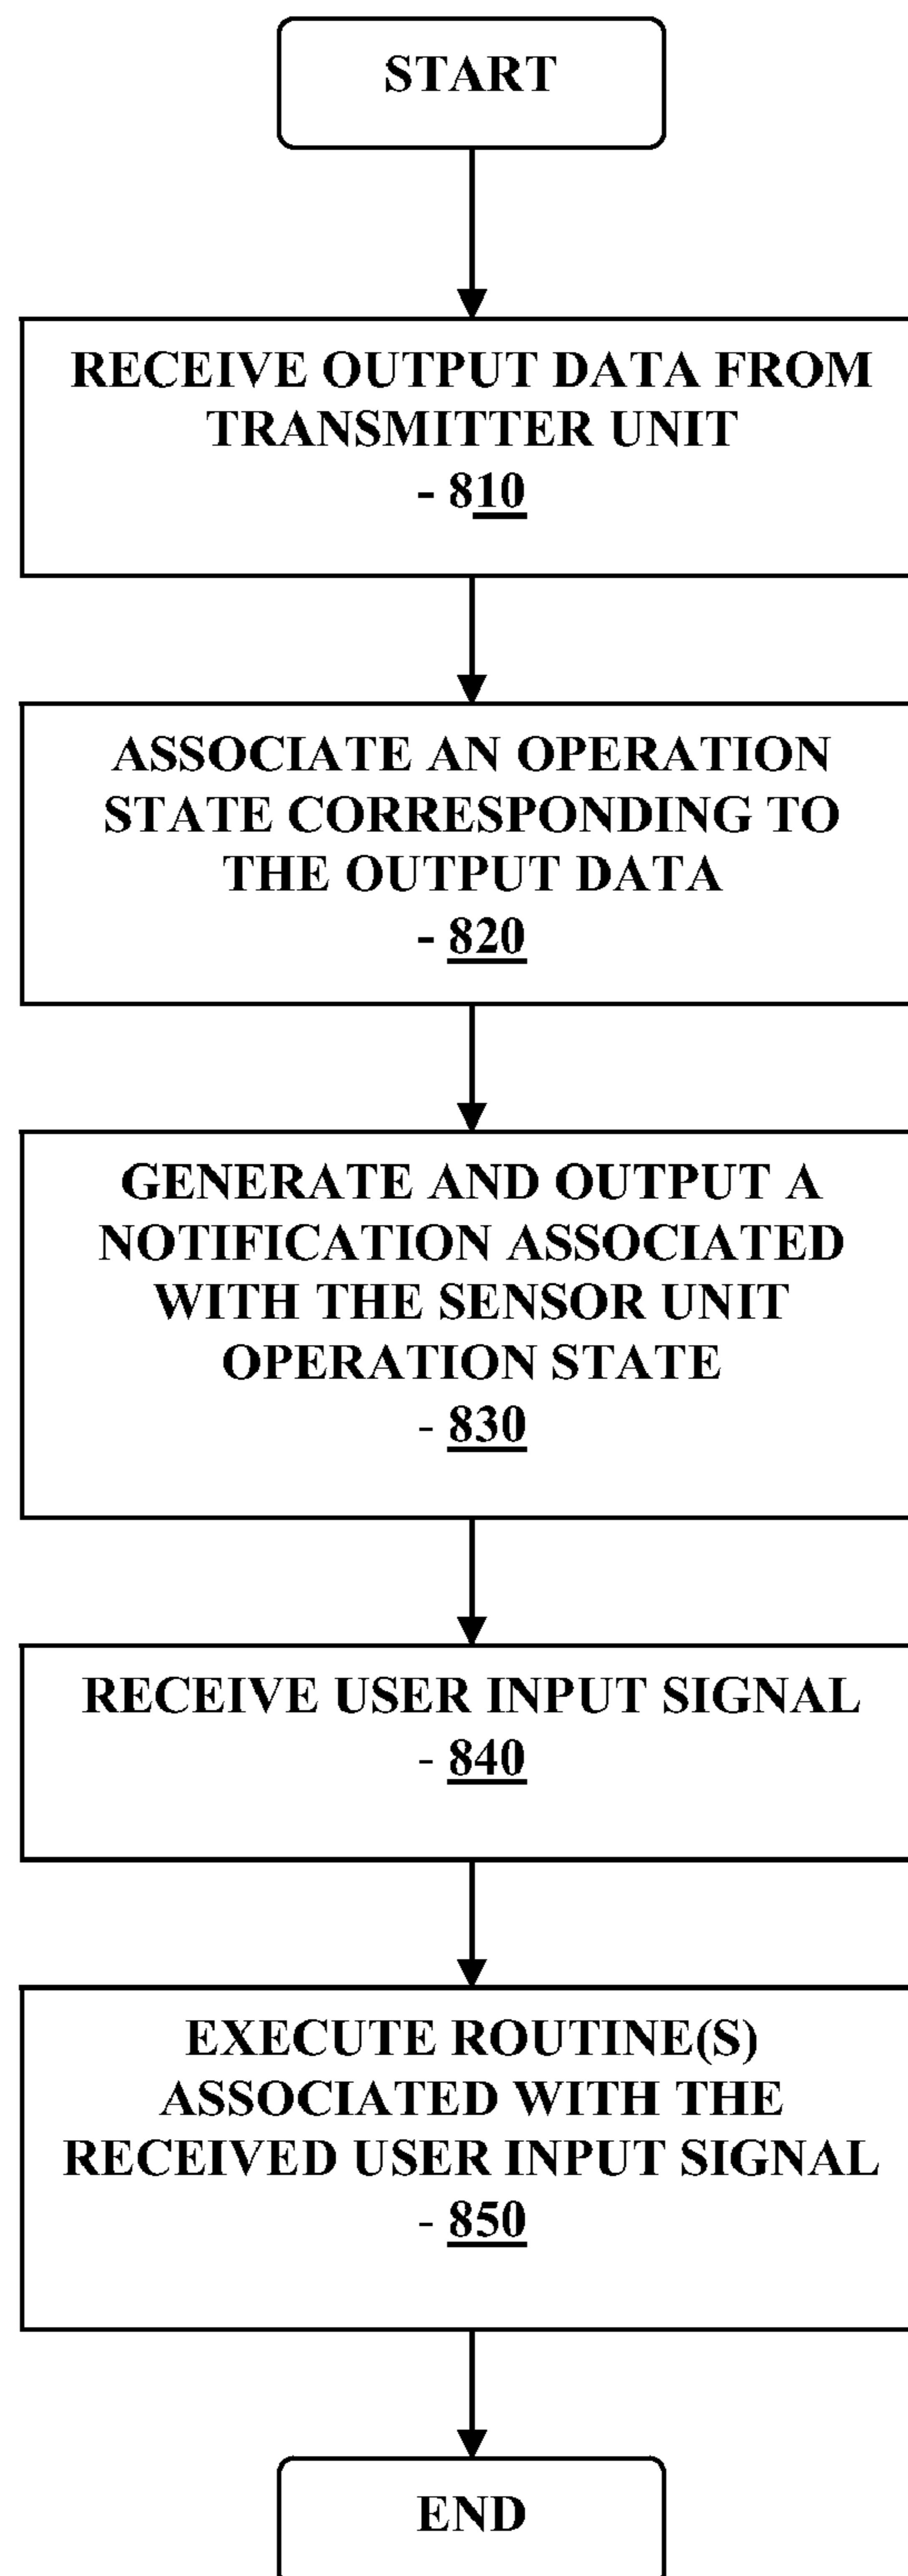 START
RECEIVE OUTPUT DATA FROM
TRANSMITTER UNIT
- 810
ASSOCIATE AN OPERATION
STATE CORRESPONDING TO
THE OUTPUT DATA
- 820
GENERATE AND OUTPUT A
NOTIFICATION ASSOCIATED
WITH THE SENSOR UNIT
OPERATION STATE
- 830
RECEIVE USER INPUT SIGNAL
- 840
EXECUTE ROUTINE(S)
ASSOCIATED WITH THE
RECEIVED USER INPUT SIGNAL
- 850
END